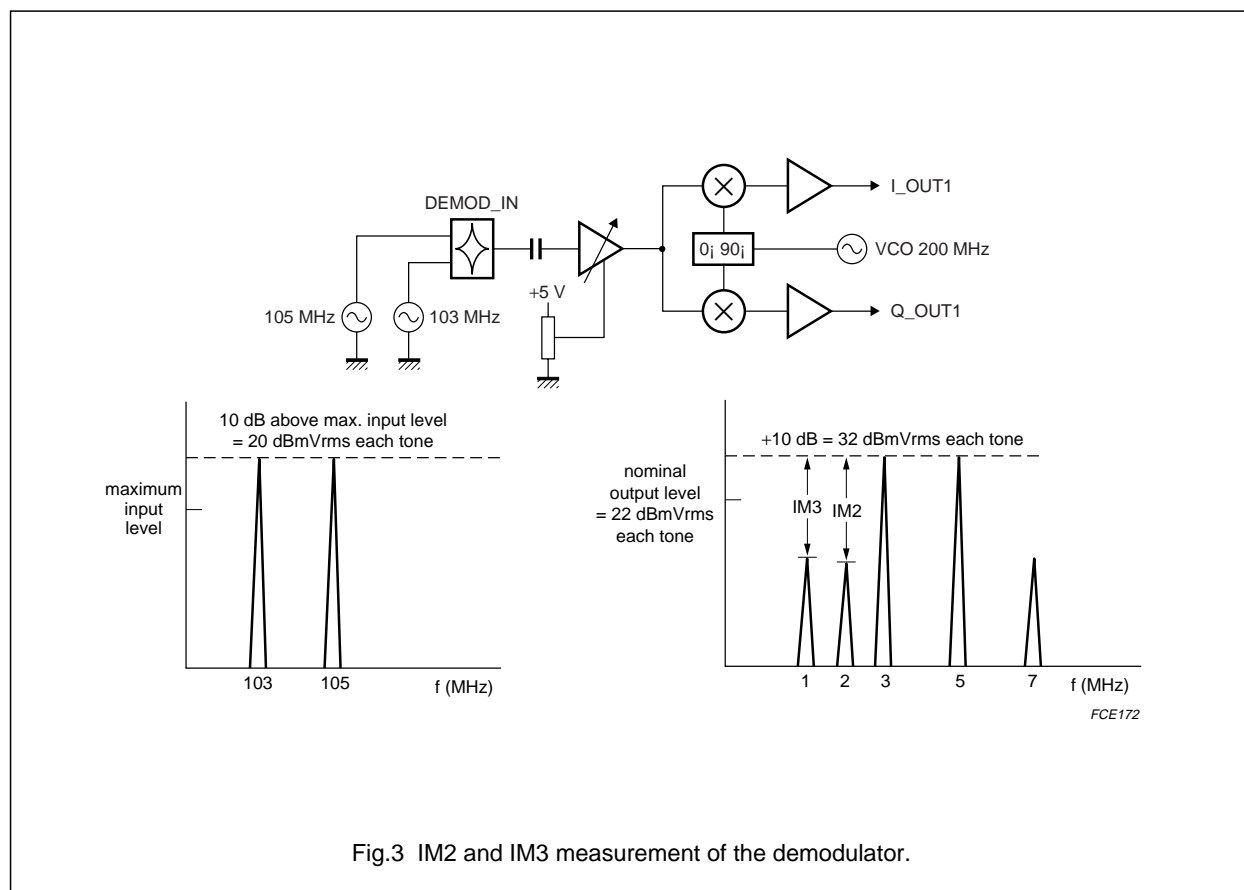 DEMOD_IN
I_OUT1
0¡ 90¡
VCO 200 MHz
+5 V
105 MHz
103 MHz
Q_OUT1
10 dB above max. input level
= 20 dBmVrms each tone
maximum
input
level
103
105
f (MHz)
+10 dB = 32 dBmVrms each tone
nominal
output level
= 22 dBmVrms
each tone
IM3
IM2
1
2
3
5
7
f (MHz)
FCE172
Fig.3 IM2 and IM3 measurement of the demodulator.